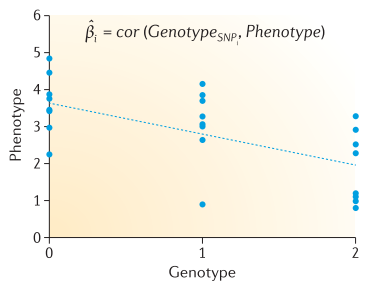 6
β̂ᵢ = cor (Genotype_SNPᵢ, Phenotype)
5
4
3
2
1
0
Phenotype
0 1 2
Genotype